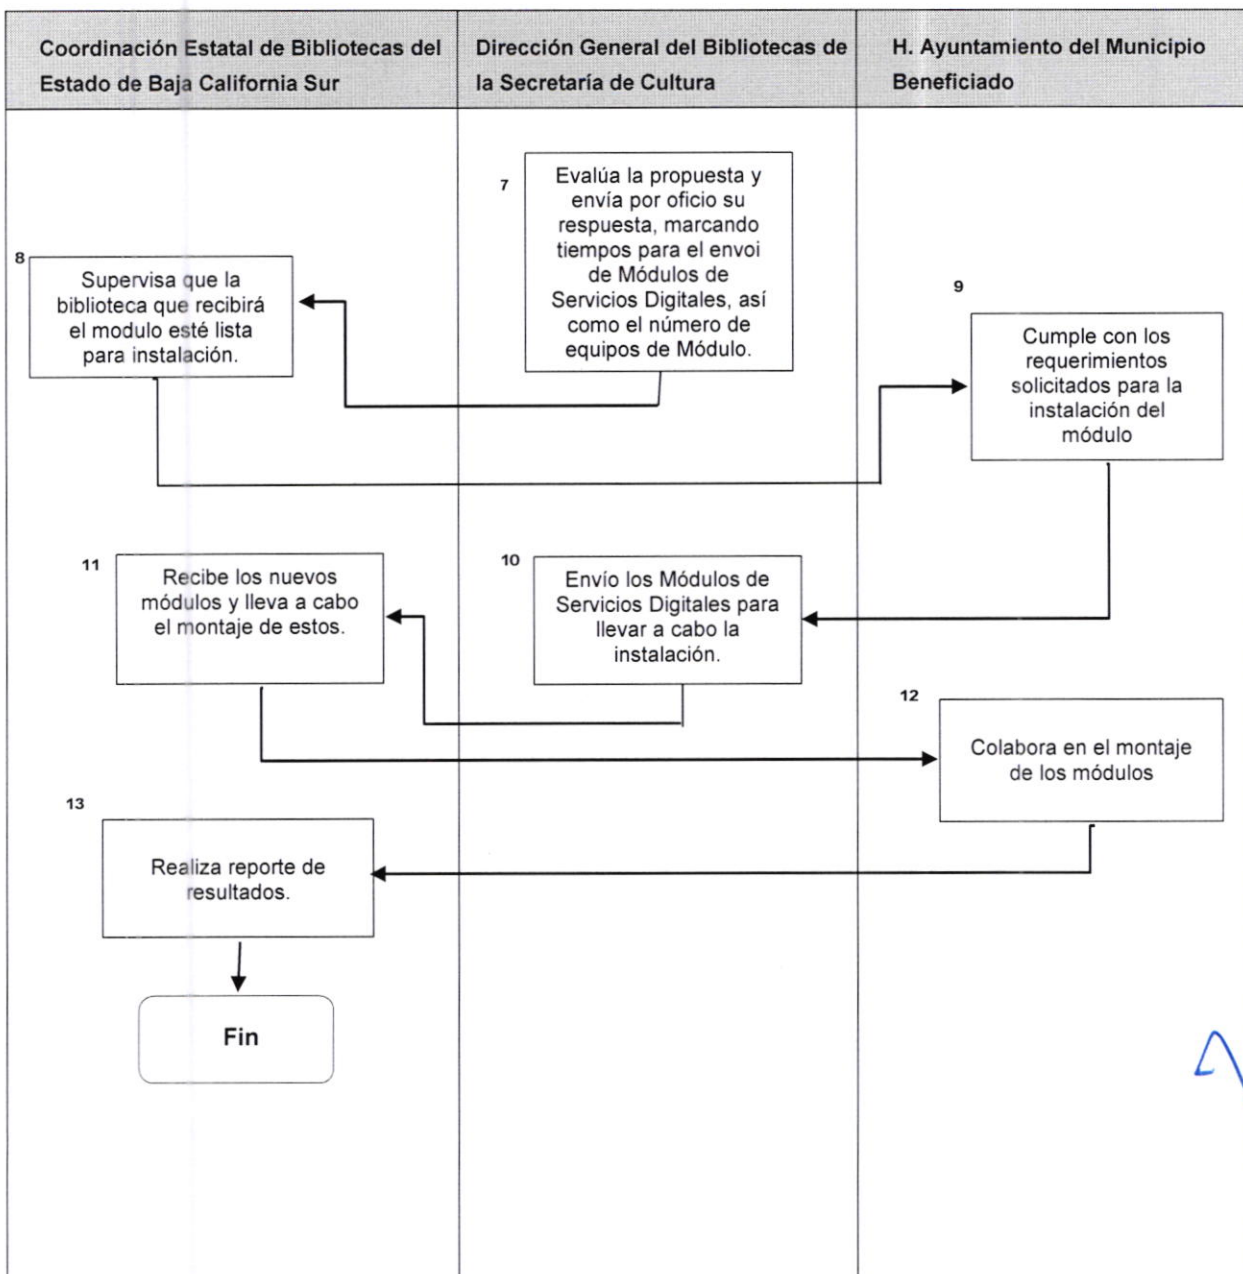 Coordinación Estatal de Bibliotecas del
Estado de Baja California Sur
Dirección General del Bibliotecas de
la Secretaría de Cultura
H. Ayuntamiento del Municipio
Beneficiado
7
Evalúa la propuesta y
envía por oficio su
respuesta, marcando
tiempos para el envoi
de Módulos de
Servicios Digitales, así
como el número de
equipos de Módulo.
8
Supervisa que la
biblioteca que recibirá
el modulo esté lista
para instalación.
9
Cumple con los
requerimientos
solicitados para la
instalación del
módulo
10
Envío los Módulos de
Servicios Digitales para
llevar a cabo la
instalación.
11
Recibe los nuevos
módulos y lleva a cabo
el montaje de estos.
12
Colabora en el montaje
de los módulos
13
Realiza reporte de
resultados.
Fin